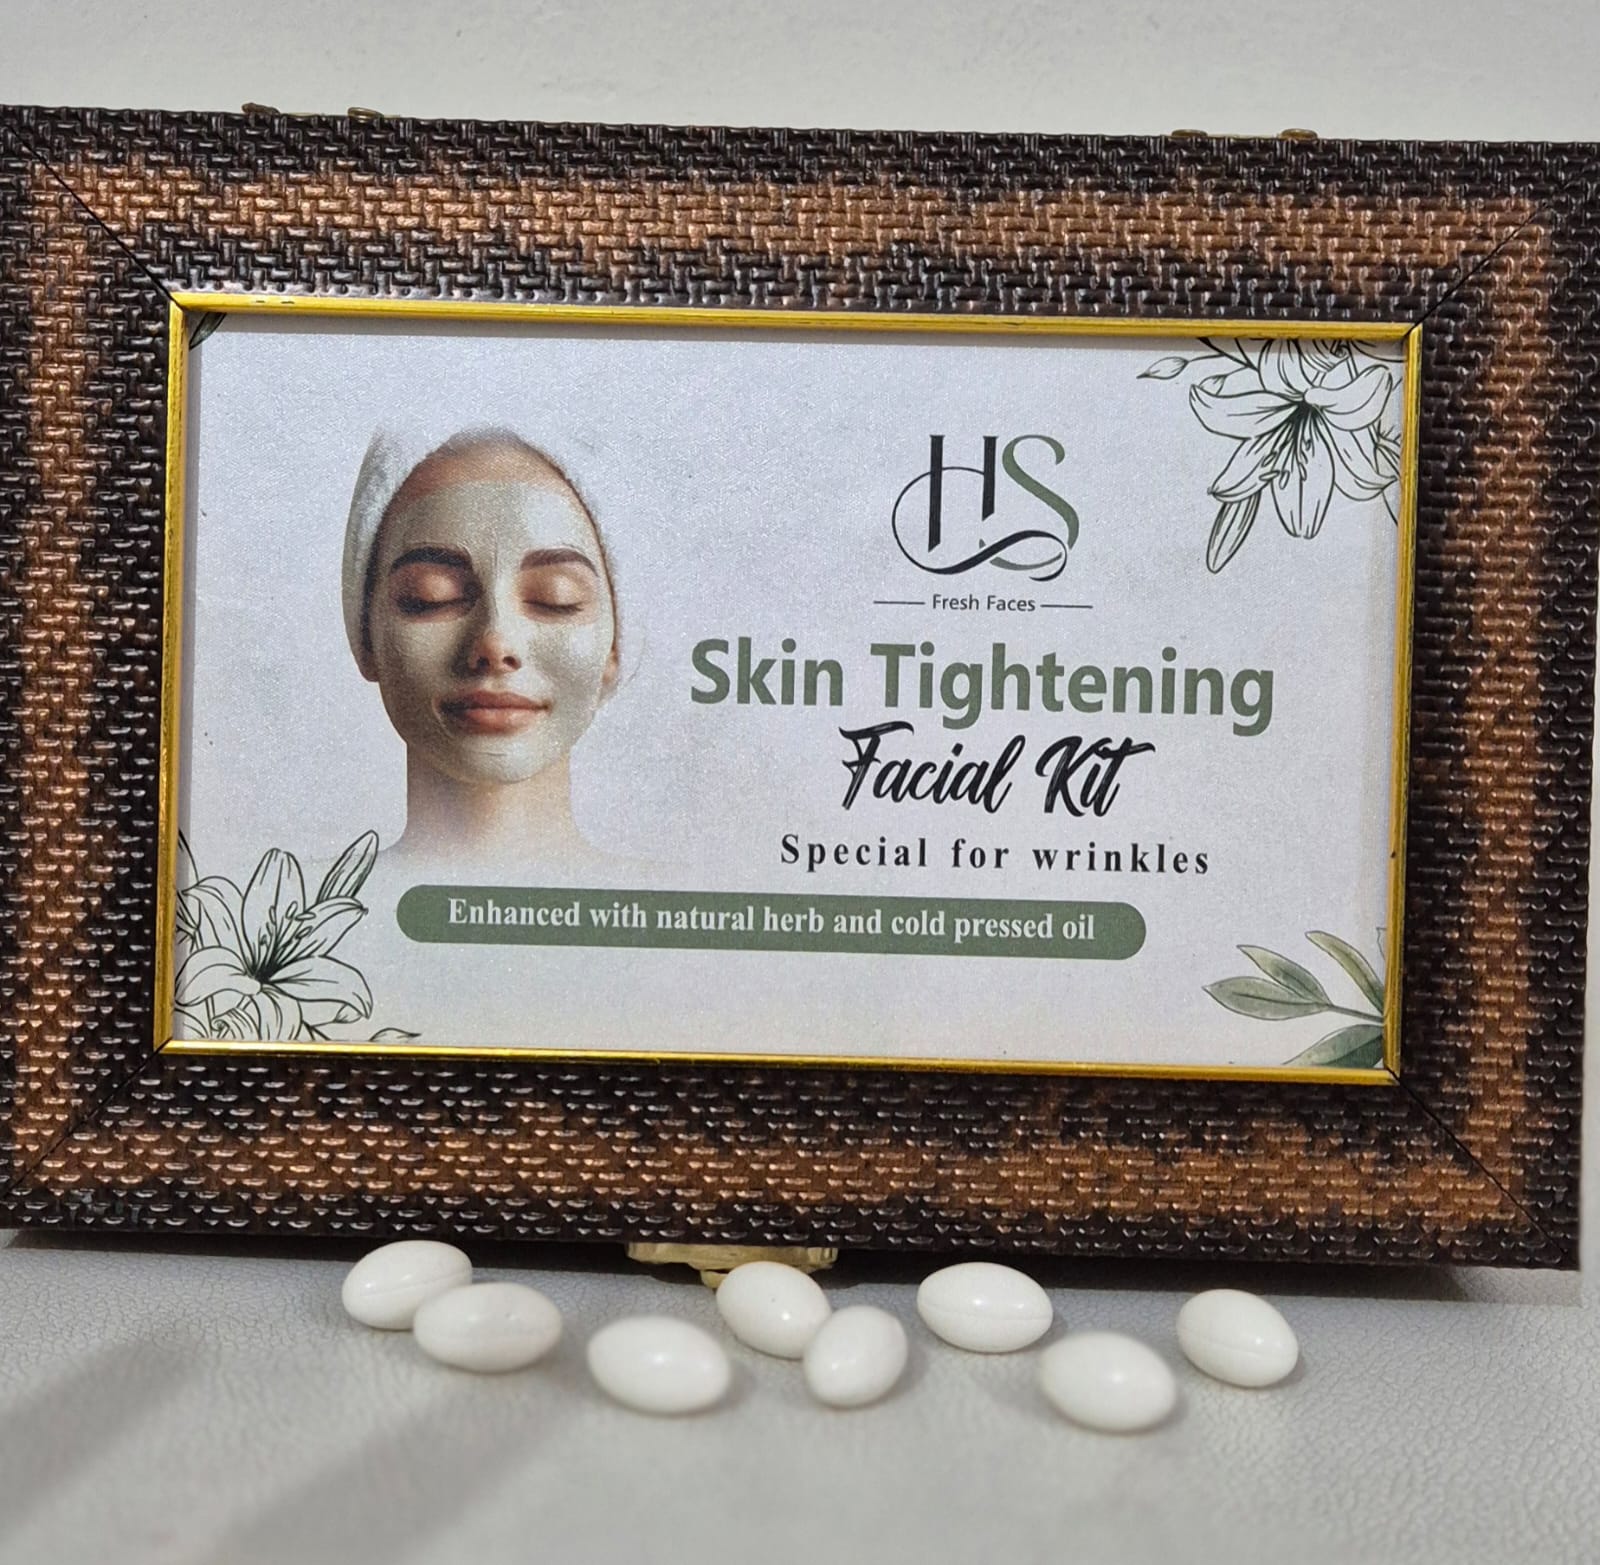 HS
Fresh Faces
Skin Tightening
Facial Kit
Special for wrinkles
Enhanced with natural herb and cold pressed oil